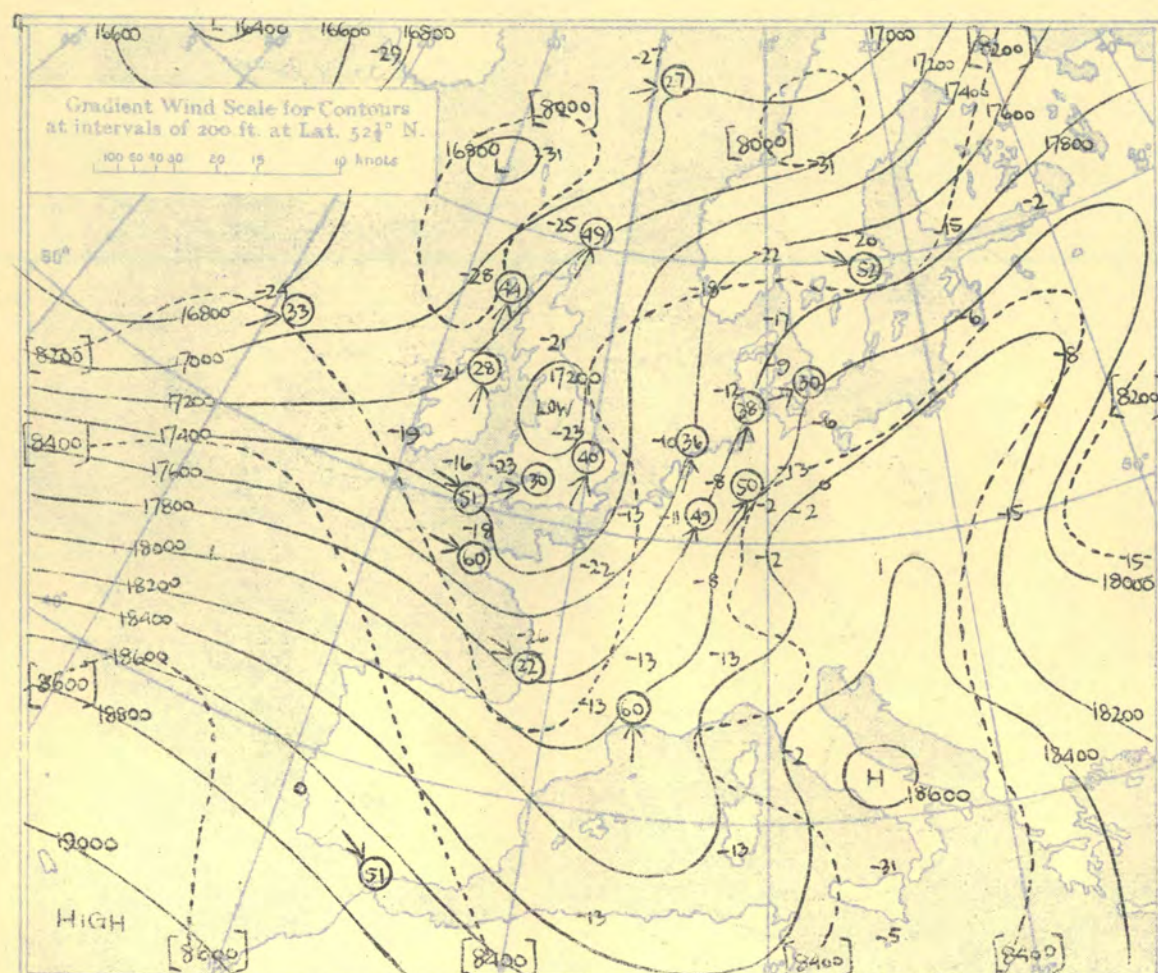 16600 L 16400 16600 16800 17000 [8200]
-29 -27 27 17200
17400
17600
Gradient Wind Scale for Contours
at intervals of 200 ft. at Lat. 52½° N.
100 50 40 30 20 15 10 knots
[8000] [8000] 17800
16800 L -31 -31
-2
-25 49 -15
-20
50° -28 44 -22 52
-24 33 -18
16800 -17 -6
[8200] 17000 -21 -8
-21 28 17200 -9 30
17200 LOW -12 38 -7 [8200]
17400 -19 -23 -10 36 -6
[8400] -16 -23 40
17600 51 30 -8 50 -13 50°
17800 -18 -13 -11 49 -2 -2 -15
18000 60 -22 -2 -15
18200 -8 1 18000
40°
18400
18600 -26 22 -13 -13
[8600] -13 60 18200
18800 -2 18400
H 18600
-13
19000 51 -31
HIGH -13 -5
[8600] [8400] [8400] [8400]